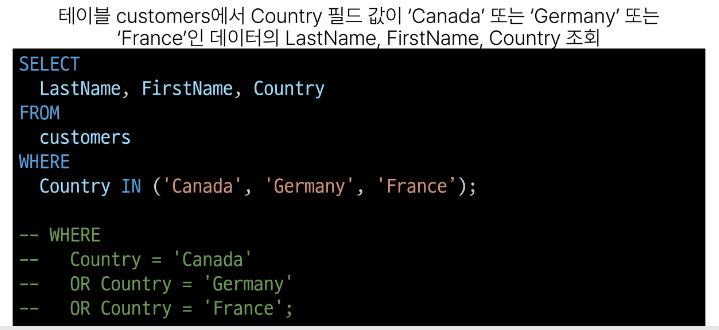 테이블 customers에서 Country 필드 값이 ‘Canada’ 또는 ‘Germany’ 또는
‘France’인 데이터의 LastName, FirstName, Country 조회
SELECT
  LastName, FirstName, Country
FROM
  customers
WHERE
  Country IN ('Canada', 'Germany', 'France’);

-- WHERE
--   Country = 'Canada'
--   OR Country = 'Germany'
--   OR Country = 'France';